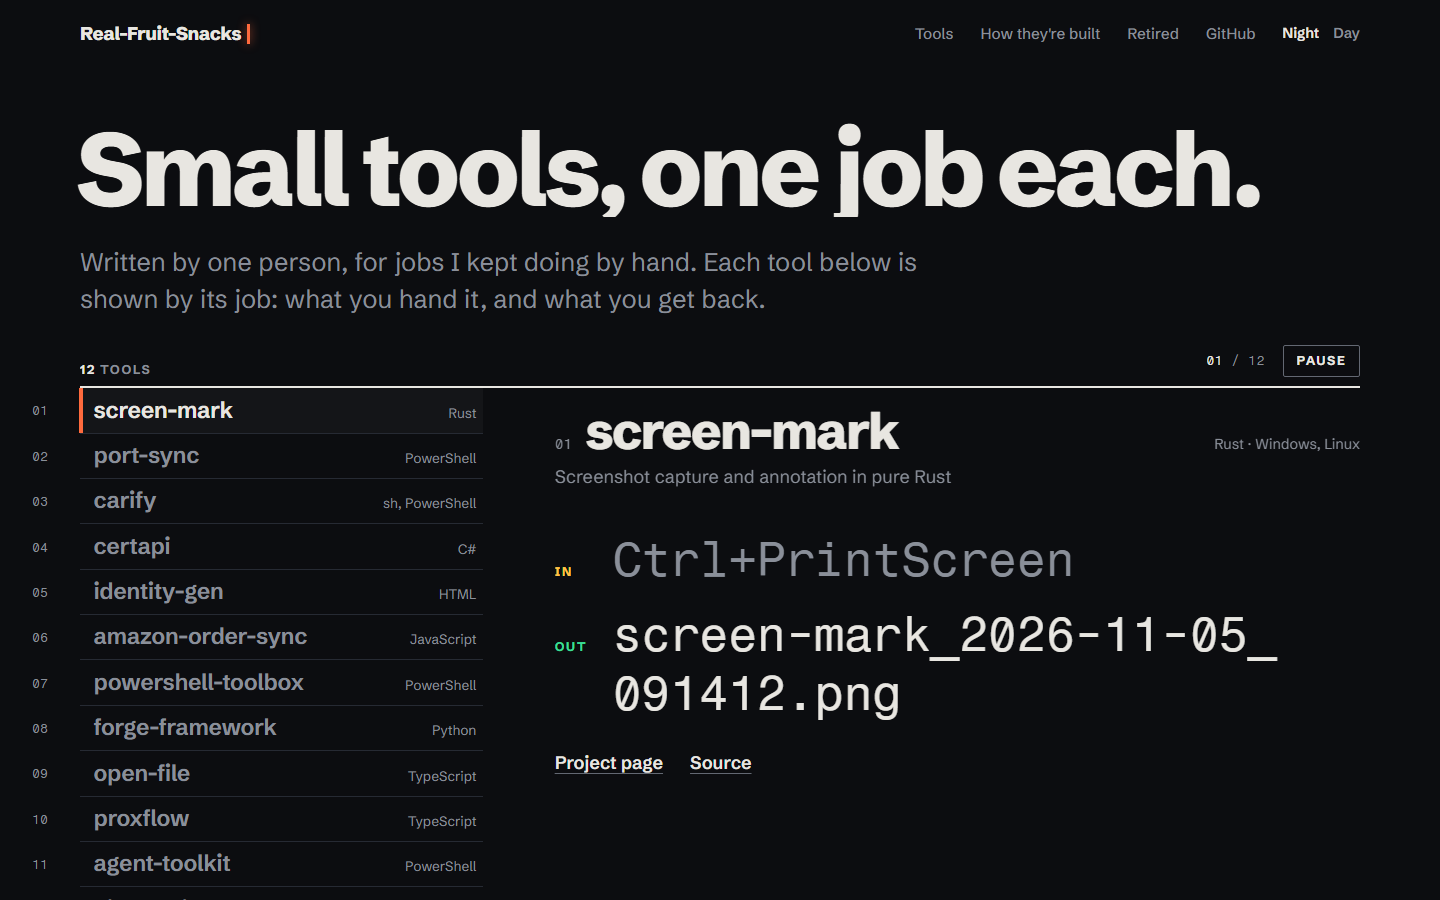 Real-Fruit-Snacks
Tools How they're built Retired GitHub Night Day
Small tools, one job each.
Written by one person, for jobs I kept doing by hand. Each tool below is
shown by its job: what you hand it, and what you get back.
12 TOOLS
01 / 12 PAUSE
01 screen-mark Rust
02 port-sync PowerShell
03 carify sh, PowerShell
04 certapi C#
05 identity-gen HTML
06 amazon-order-sync JavaScript
07 powershell-toolbox PowerShell
08 forge-framework Python
09 open-file TypeScript
10 proxflow TypeScript
11 agent-toolkit PowerShell
01 screen-mark Rust · Windows, Linux
Screenshot capture and annotation in pure Rust
IN Ctrl+PrintScreen
OUT screen-mark_2026-11-05_
091412.png
Project page Source